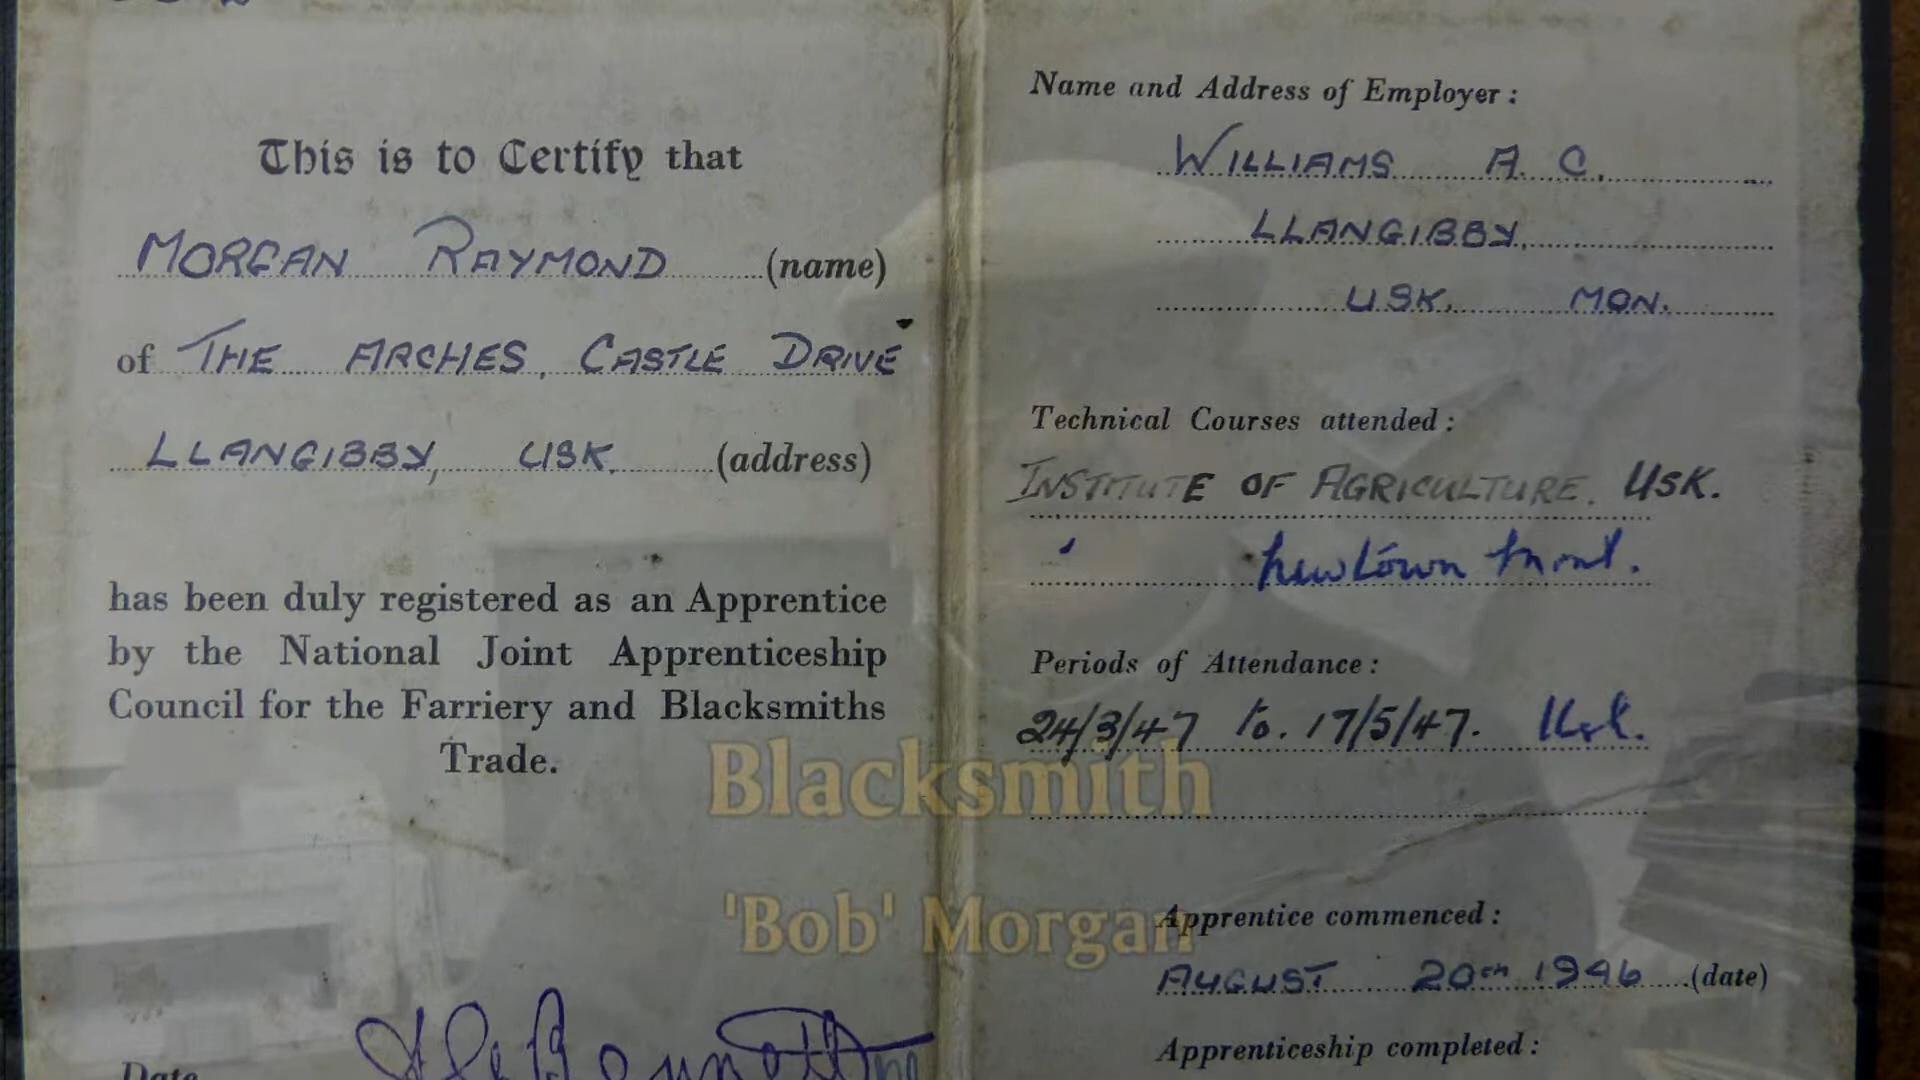 This is to Certify that
MORGAN RAYMOND (name)
of THE ARCHES, CASTLE DRIVE
LLANGIBBY, USK. (address)
has been duly registered as an Apprentice
by the National Joint Apprenticeship
Council for the Farriery and Blacksmiths
Trade.
Date
Name and Address of Employer:
WILLIAMS A. C.
LLANGIBBY,
USK. MON.
Technical Courses attended:
INSTITUTE OF AGRICULTURE. USK.
Newtown Mont.
Periods of Attendance:
24/3/47 to. 17/5/47. Usk.
Apprentice commenced:
AUGUST 20th 1946 (date)
Apprenticeship completed:
Blacksmith
'Bob' Morgan